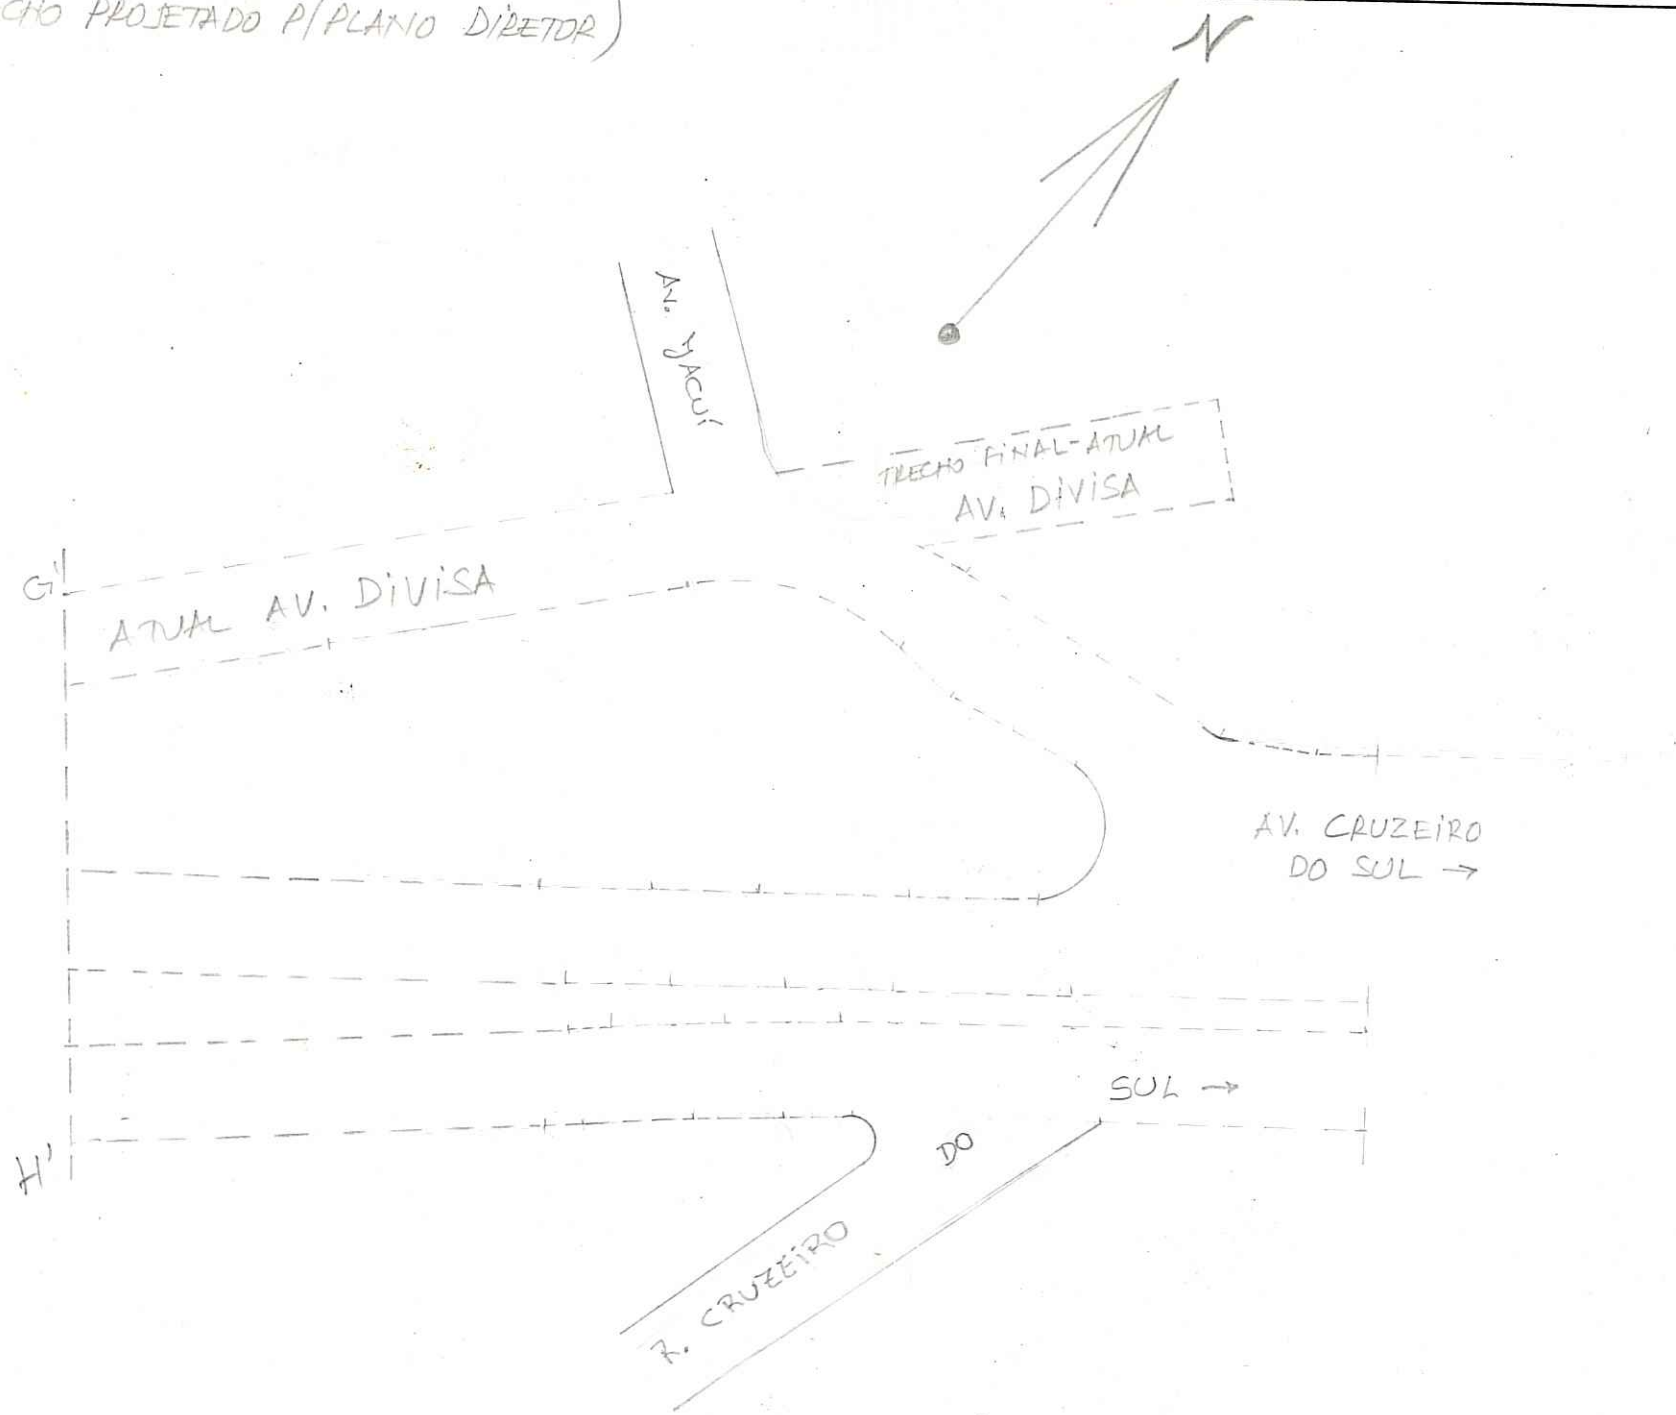 CHO PROJETADO P/PLANO DIRETOR)
N
AV. JACUÍ
TRECHO FINAL-ATUAL
AV. DIVISA
G'
ATUAL AV. DIVISA
AV. CRUZEIRO
DO SUL →
SUL →
DO
H'
R. CRUZEIRO